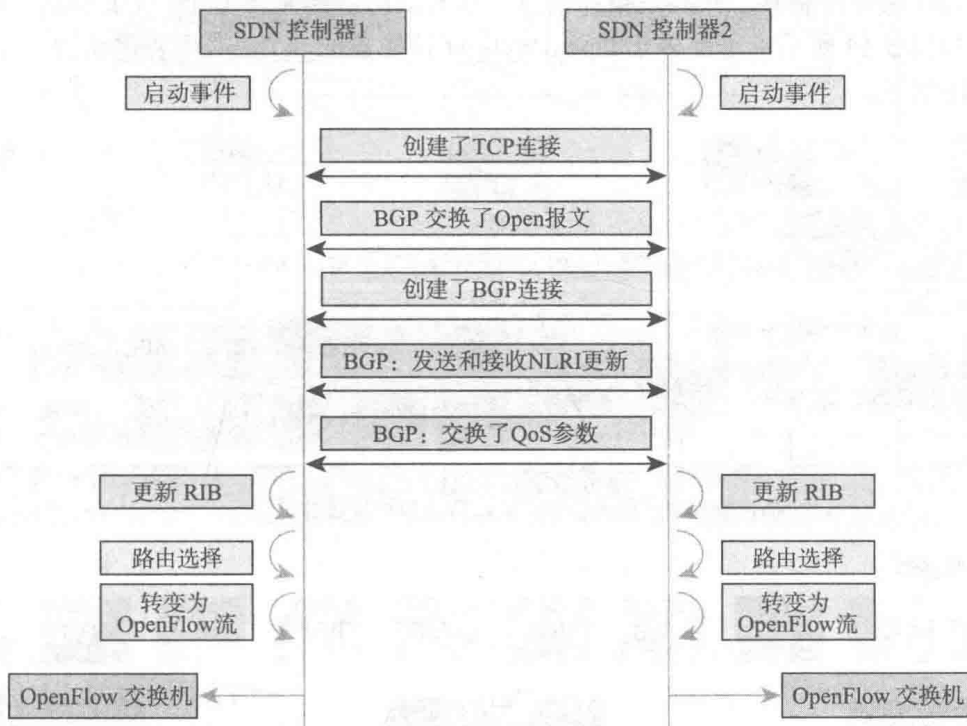 SDN 控制器1
SDN 控制器2
启动事件
启动事件
创建了TCP连接
BGP 交换了Open报文
创建了BGP连接
BGP：发送和接收NLRI更新
BGP：交换了QoS参数
更新 RIB
更新 RIB
路由选择
路由选择
转变为
OpenFlow流
转变为
OpenFlow流
OpenFlow 交换机
OpenFlow 交换机